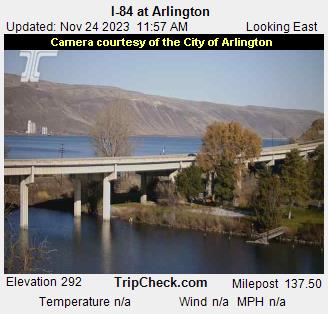 I-84 at Arlington
Updated: Nov 24 2023 11:57 AM Looking East
Camera courtesy of the City of Arlington
Elevation 292 TripCheck.com Milepost 137.50
Temperature n/a Wind n/a MPH n/a